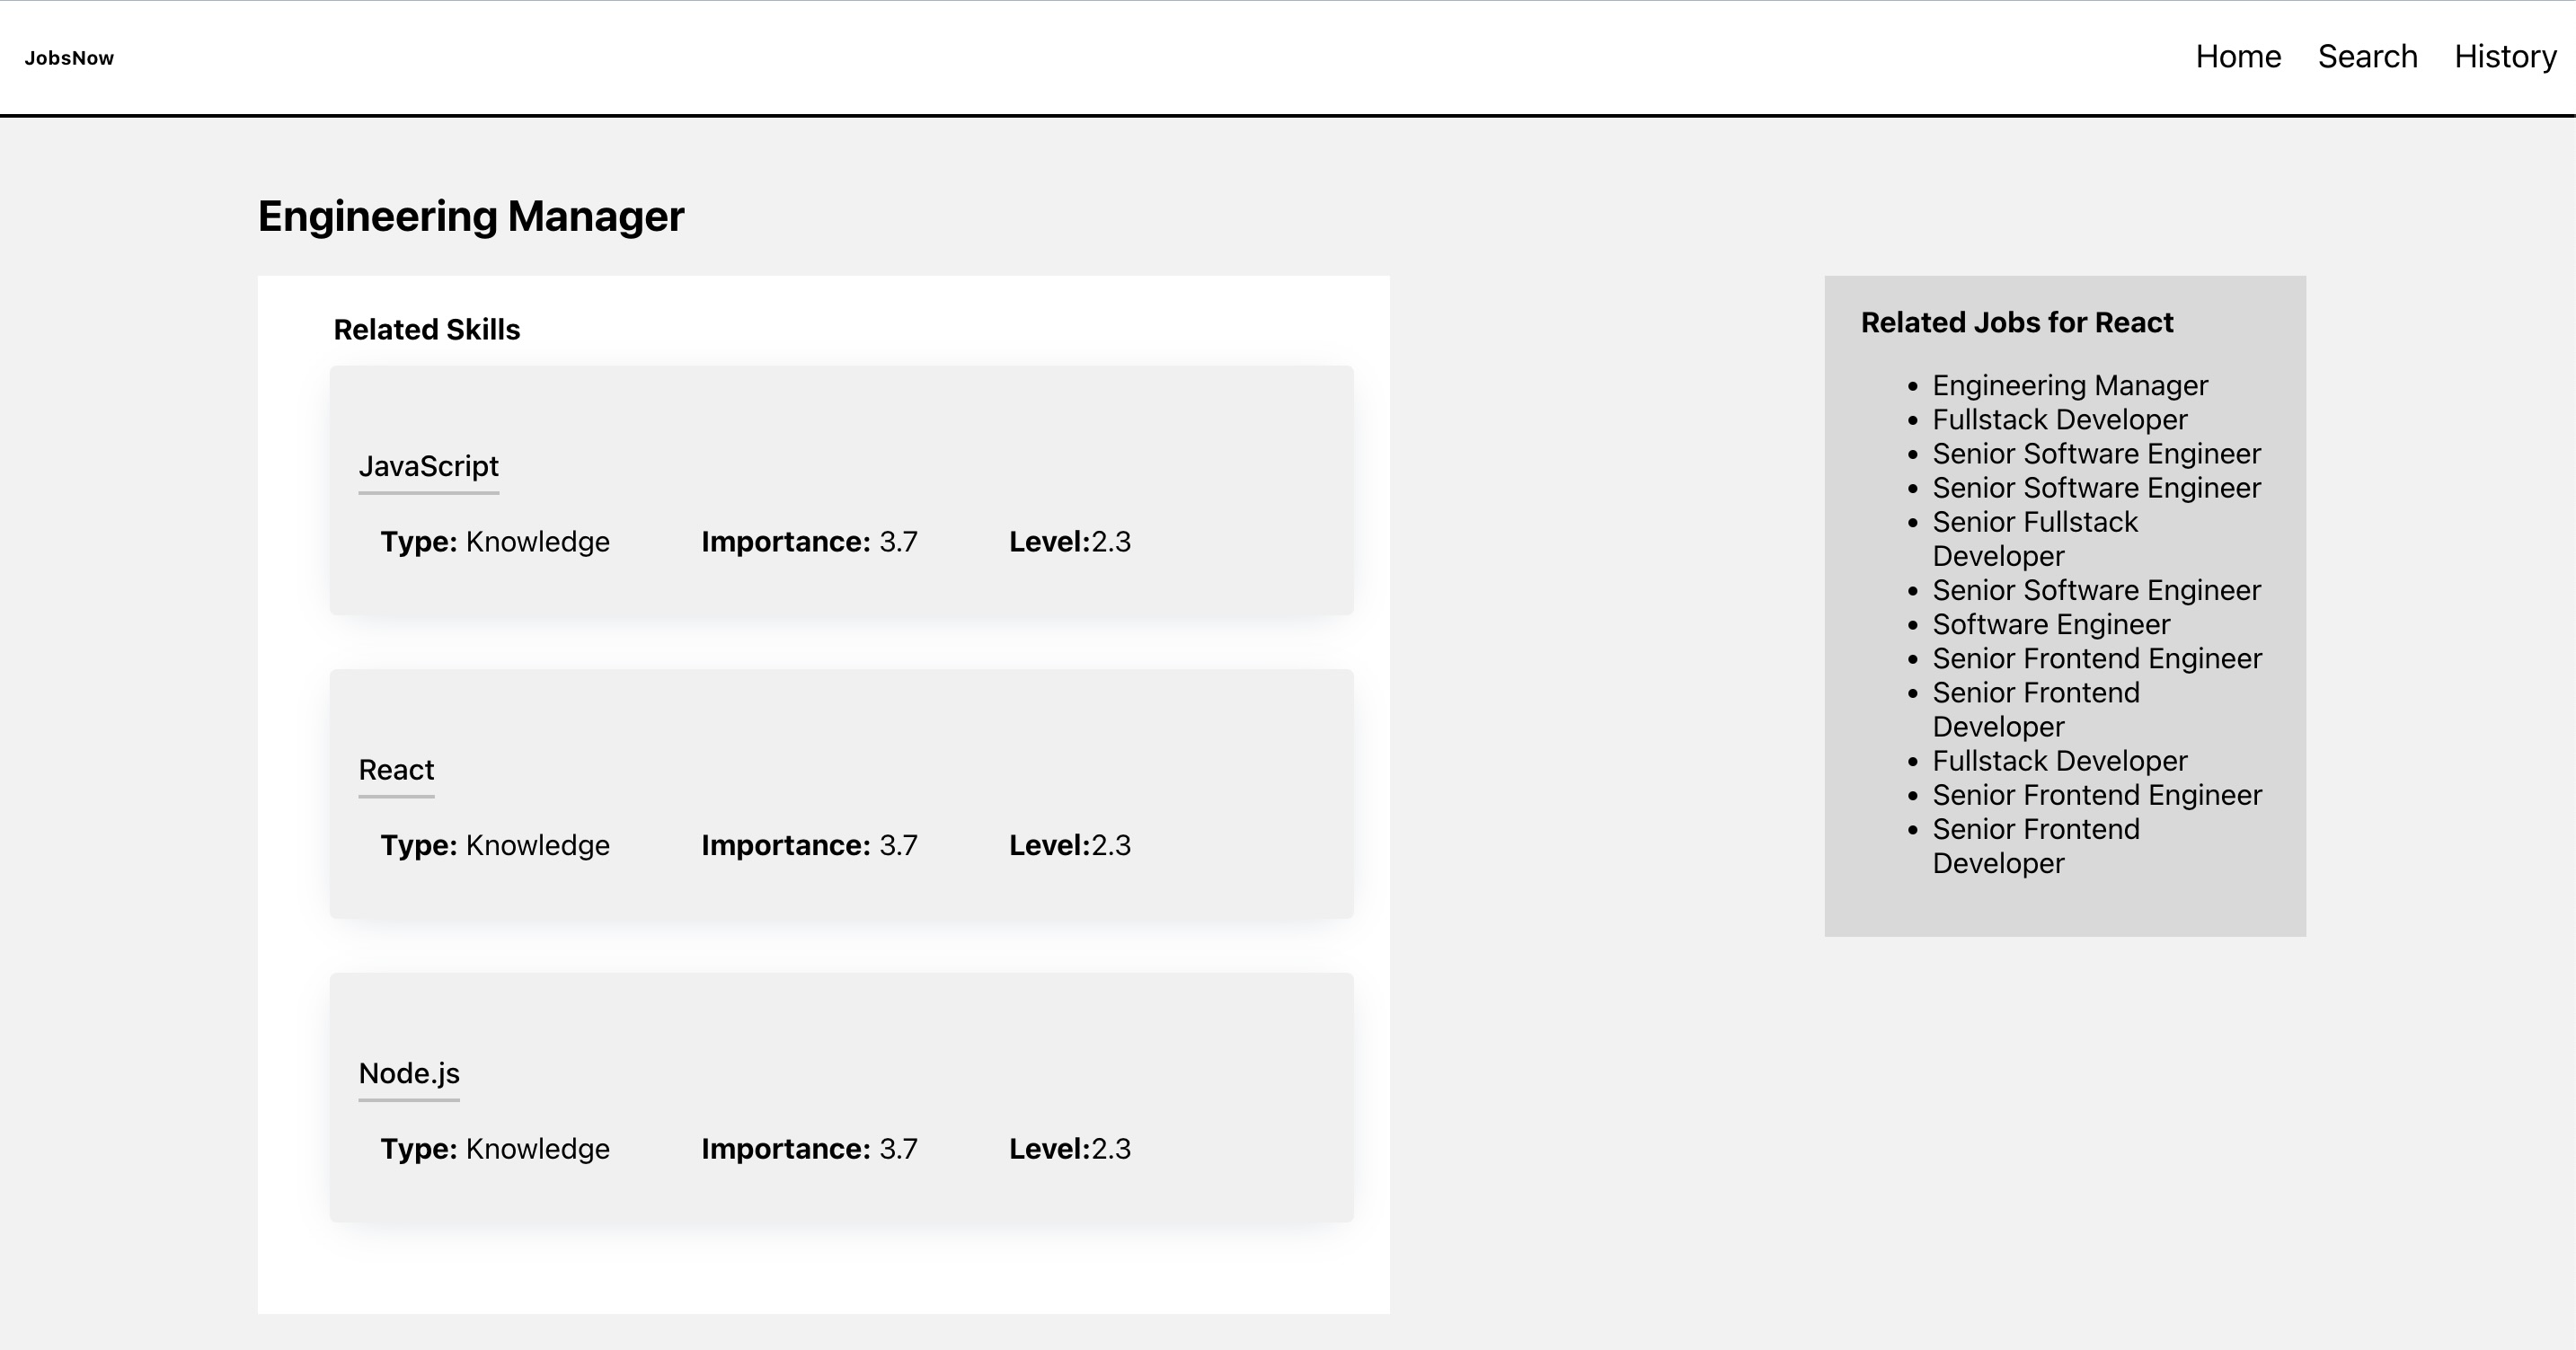 JobsNow
Home Search History
Engineering Manager
Related Skills
JavaScript
Type: Knowledge Importance: 3.7 Level:2.3
React
Type: Knowledge Importance: 3.7 Level:2.3
Node.js
Type: Knowledge Importance: 3.7 Level:2.3
Related Jobs for React
• Engineering Manager
• Fullstack Developer
• Senior Software Engineer
• Senior Software Engineer
• Senior Fullstack
Developer
• Senior Software Engineer
• Software Engineer
• Senior Frontend Engineer
• Senior Frontend
Developer
• Fullstack Developer
• Senior Frontend Engineer
• Senior Frontend
Developer